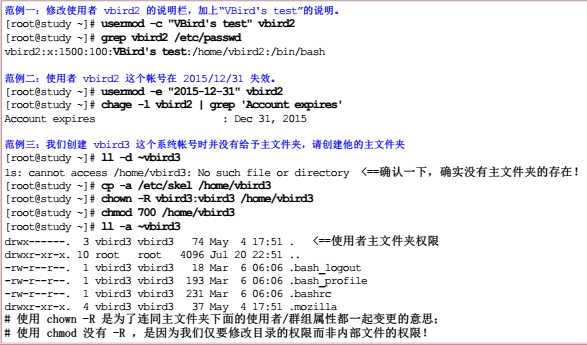 范例一：修改使用者 vbird2 的说明栏，加上“VBird's test”的说明。
[root@study ~]# usermod -c "VBird's test" vbird2
[root@study ~]# grep vbird2 /etc/passwd
vbird2:x:1500:100:VBird's test:/home/vbird2:/bin/bash
范例二：使用者 vbird2 这个帐号在 2015/12/31 失效。
[root@study ~]# usermod -e "2015-12-31" vbird2
[root@study ~]# chage -l vbird2 | grep 'Account expires'
Account expires : Dec 31, 2015
范例三：我们创建 vbird3 这个系统帐号时并没有给予主文件夹，请创建他的主文件夹
[root@study ~]# ll -d ~vbird3
ls: cannot access /home/vbird3: No such file or directory <==确认一下，确实没有主文件夹的存在！
[root@study ~]# cp -a /etc/skel /home/vbird3
[root@study ~]# chown -R vbird3:vbird3 /home/vbird3
[root@study ~]# chmod 700 /home/vbird3
[root@study ~]# ll -a ~vbird3
drwx------. 3 vbird3 vbird3 74 May 4 17:51 . <==使用者主文件夹权限
drwxr-xr-x. 10 root root 4096 Jul 20 22:51 ..
-rw-r--r--. 1 vbird3 vbird3 18 Mar 6 06:06 .bash_logout
-rw-r--r--. 1 vbird3 vbird3 193 Mar 6 06:06 .bash_profile
-rw-r--r--. 1 vbird3 vbird3 231 Mar 6 06:06 .bashrc
drwxr-xr-x. 4 vbird3 vbird3 37 May 4 17:51 .mozilla
# 使用 chown -R 是为了连同主文件夹下面的使用者/群组属性都一起变更的意思；
# 使用 chmod 没有 -R ，是因为我们仅要修改目录的权限而非内部文件的权限！